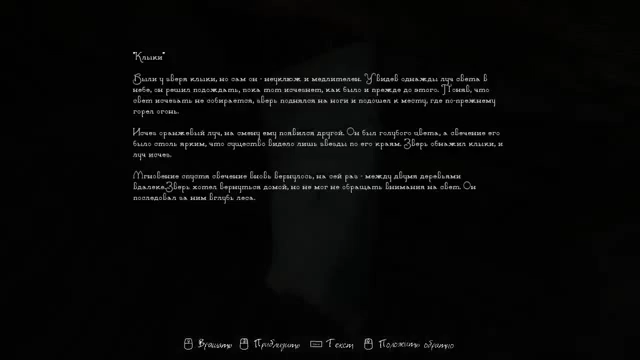 "Клыки"
Были у зверя клыки, но сам он - неуклюж и медлителен. Увидев однажды луч света в
небе, он решил подождать, пока тот исчезнет, как было и прежде до этого. Поняв, что
свет исчезать не собирается, зверь поднялся на ноги и подошел к месту, где по-прежнему
горел огонь.
Исчез оранжевый луч, на смену ему появился другой. Он был голубого цвета, а свечение его
было столь ярким, что существо видело лишь звезды по его краям. Зверь обнажил клыки, и
луч исчез.
Мгновение спустя свечение вновь вернулось, на сей раз - между двумя деревьями
вдалеке.Зверь хотел вернуться домой, но не мог не обращать внимания на свет. Он
последовал за ним вглубь леса.
Вращать Приблизить Текст Положить обратно